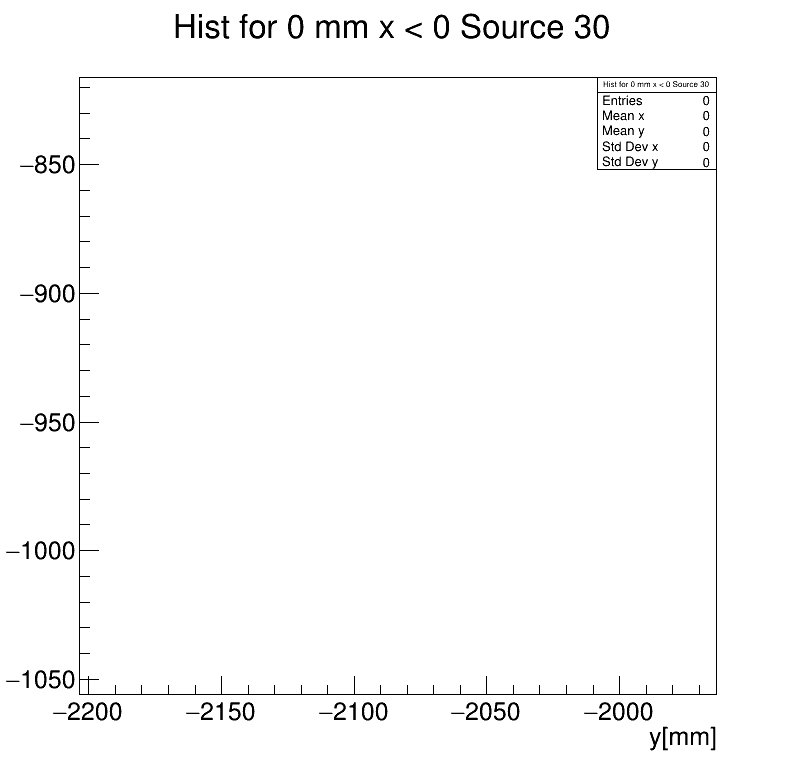 Hist for 0 mm x < 0 Source 30
Hist for 0 mm x < 0 Source 30
Entries 0
Mean x 0
Mean y 0
Std Dev x 0
Std Dev y 0
−850
−900
−950
−1000
−1050
−2200 −2150 −2100 −2050 −2000
y[mm]